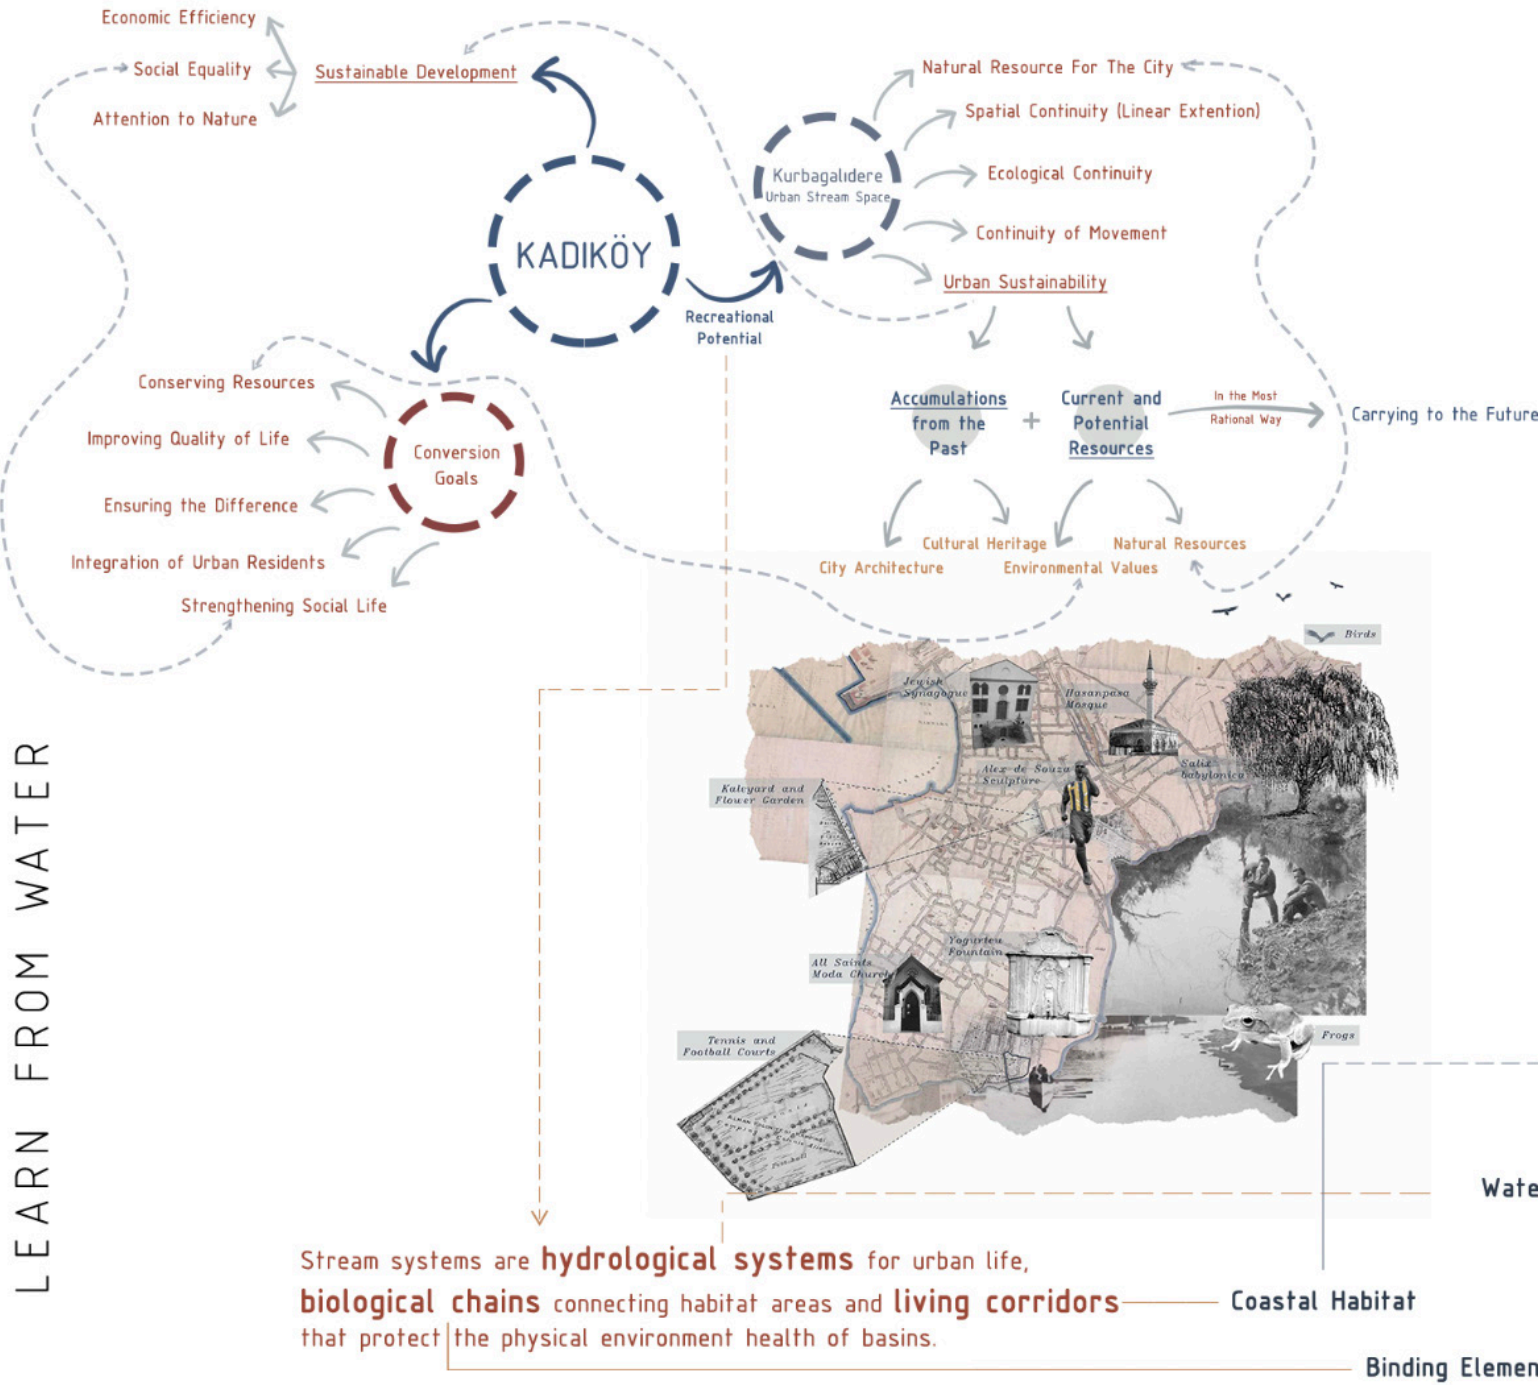 Economic Efficiency
Social Equality
Attention to Nature
Sustainable Development
KADIKÖY
Recreational
Potential
Kurbagalıdere
Urban Stream Space
Natural Resource For The City
Spatial Continuity (Linear Extention)
Ecological Continuity
Continuity of Movement
Urban Sustainability
Accumulations
from the
Past
+
Current and
Potential
Resources
In the Most
Rational Way
Carrying to the Future
City Architecture
Cultural Heritage
Environmental Values
Natural Resources
Conversion
Goals
Conserving Resources
Improving Quality of Life
Ensuring the Difference
Integration of Urban Residents
Strengthening Social Life
Birds
Jewish
Synagogue
Hasanpasa
Mosque
Alex de Souza
Sculpture
Salix
babylonica
Kaleyard and
Flower Garden
Yogurtcu
Fountain
All Saints
Moda Church
Tennis and
Football Courts
Frogs
LEARN FROM WATER
Stream systems are hydrological systems for urban life,
biological chains connecting habitat areas and living corridors
that protect the physical environment health of basins.
Wate
Coastal Habitat
Binding Elemen